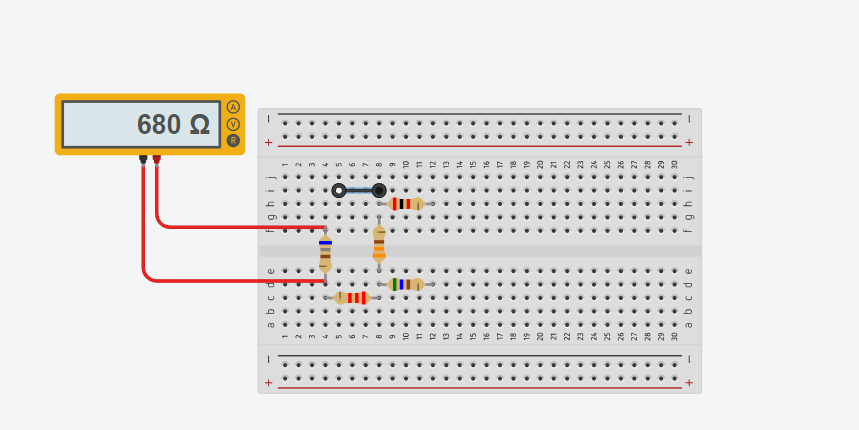 680 Ω
A
V
R
− −
+ +
1 2 3 4 5 6 7 8 9 10 11 12 13 14 15 16 17 18 19 20 21 22 23 24 25 26 27 28 29 30
j j
i i
h h
g g
f f
e e
d d
c c
b b
a a
1 2 3 4 5 6 7 8 9 10 11 12 13 14 15 16 17 18 19 20 21 22 23 24 25 26 27 28 29 30
− −
+ +